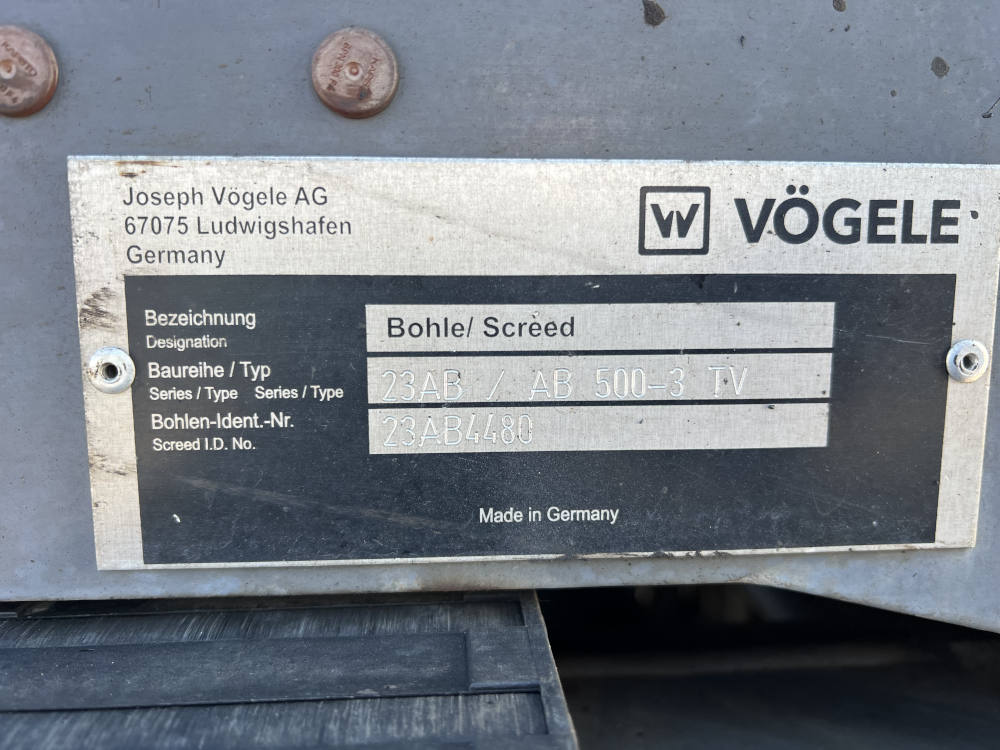 Joseph Vögele AG
67075 Ludwigshafen
Germany
VÖGELE
Bezeichnung
Designation
Bohle/ Screed
Baureihe / Typ
Series / Type Series / Type
23AB / AB 500-3 TV
Bohlen-Ident.-Nr.
Screed I.D. No.
23AB4480
Made in Germany